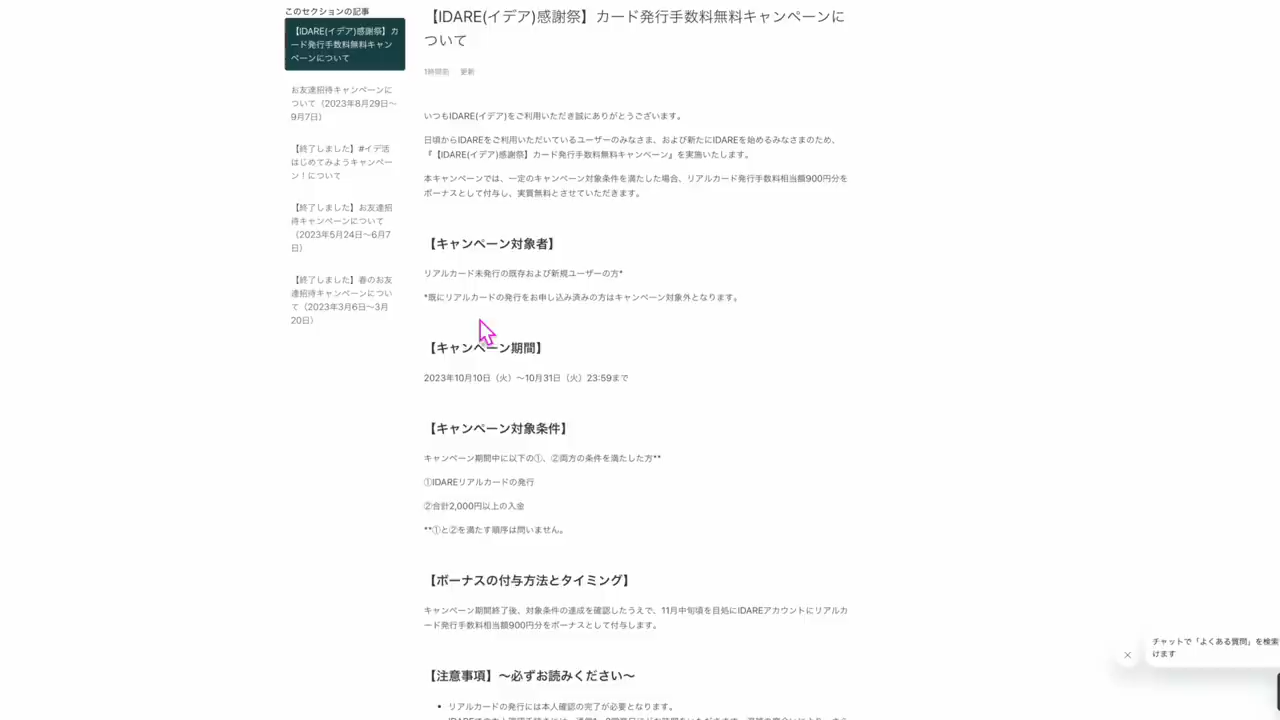 このセクションの記事
【IDARE(イデア)感謝祭】カ
ード発行手数料無料キャン
ペーンについて
お友達招待キャンペーンに
ついて（2023年8月29日〜
9月7日）
【終了しました】#イデ活
はじめてみようキャンペー
ン！について
【終了しました】お友達招
待キャンペーンについて
（2023年5月24日〜6月7
日）
【終了しました】春のお友
達招待キャンペーンについ
て（2023年3月6日〜3月
20日）
【IDARE(イデア)感謝祭】カード発行手数料無料キャンペーンに
ついて
1時間前 更新
いつもIDARE(イデア)をご利用いただき誠にありがとうございます。
日頃からIDAREをご利用いただいているユーザーのみなさま、および新たにIDAREを始めるみなさまのため、
『【IDARE(イデア)感謝祭】カード発行手数料無料キャンペーン』を実施いたします。
本キャンペーンでは、一定のキャンペーン対象条件を満たした場合、リアルカード発行手数料相当額900円分を
ボーナスとして付与し、実質無料とさせていただきます。
【キャンペーン対象者】
リアルカード未発行の既存および新規ユーザーの方*
*既にリアルカードの発行をお申し込み済みの方はキャンペーン対象外となります。
【キャンペーン期間】
2023年10月10日（火）〜10月31日（火）23:59まで
【キャンペーン対象条件】
キャンペーン期間中に以下の①、②両方の条件を満たした方**
①IDAREリアルカードの発行
②合計2,000円以上の入金
**①と②を満たす順序は問いません。
【ボーナスの付与方法とタイミング】
キャンペーン期間終了後、対象条件の達成を確認したうえで、11月中旬頃を目処にIDAREアカウントにリアルカ
ード発行手数料相当額900円分をボーナスとして付与します。
【注意事項】〜必ずお読みください〜
• リアルカードの発行には本人確認の完了が必要となります。
チャットで「よくある質問」を検索
けます